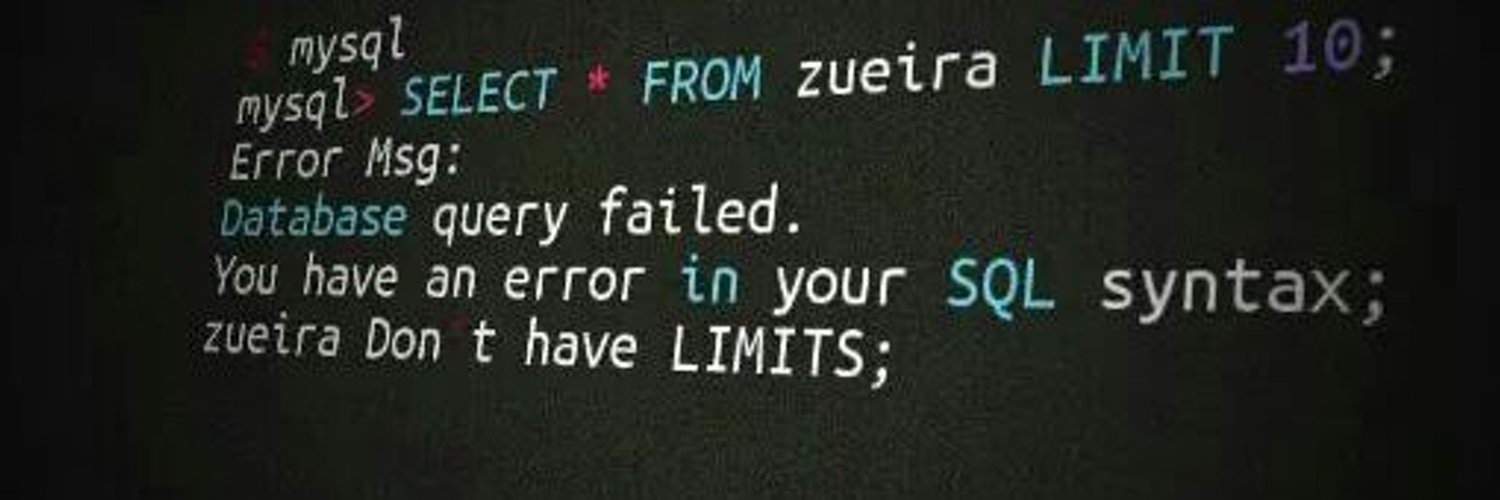 $ mysql
mysql> SELECT * FROM zueira LIMIT 10;
Error Msg:
Database query failed.
You have an error in your SQL syntax;
zueira Don't have LIMITS;